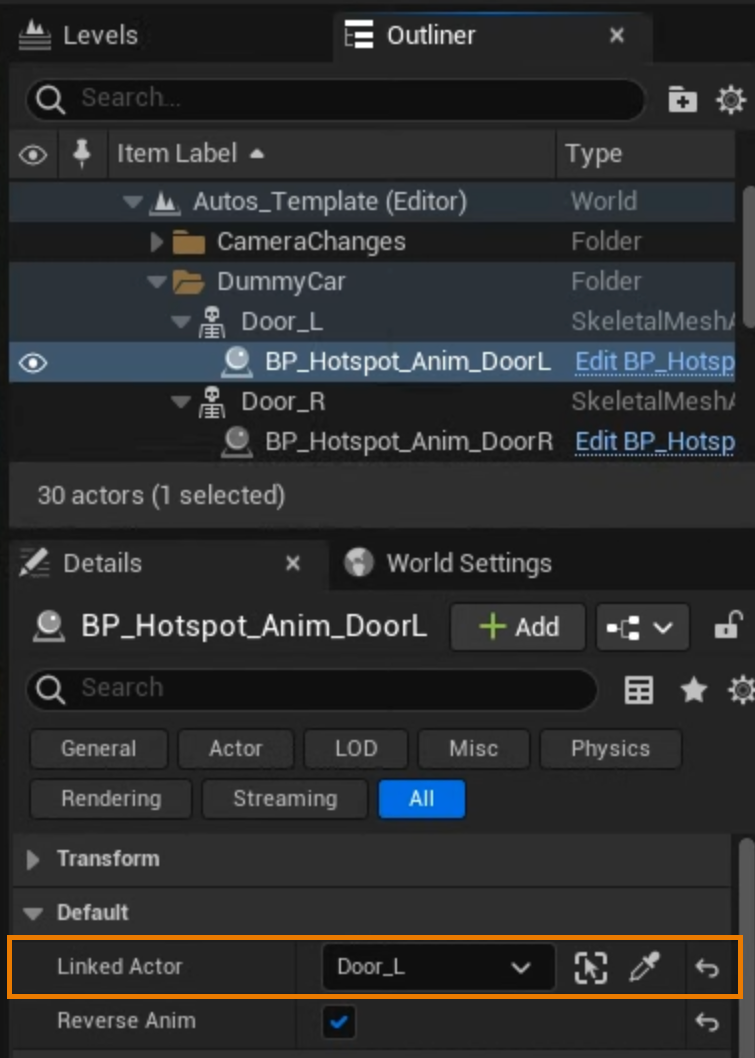 Levels Outliner
Search...
Item Label Type
Autos_Template (Editor) World
CameraChanges Folder
DummyCar Folder
Door_L SkeletalMeshA
BP_Hotspot_Anim_DoorL Edit BP_Hotsp
Door_R SkeletalMeshA
BP_Hotspot_Anim_DoorR Edit BP_Hotsp
30 actors (1 selected)
Details World Settings
BP_Hotspot_Anim_DoorL Add
Search
General Actor LOD Misc Physics
Rendering Streaming All
Transform
Default
Linked Actor Door_L
Reverse Anim